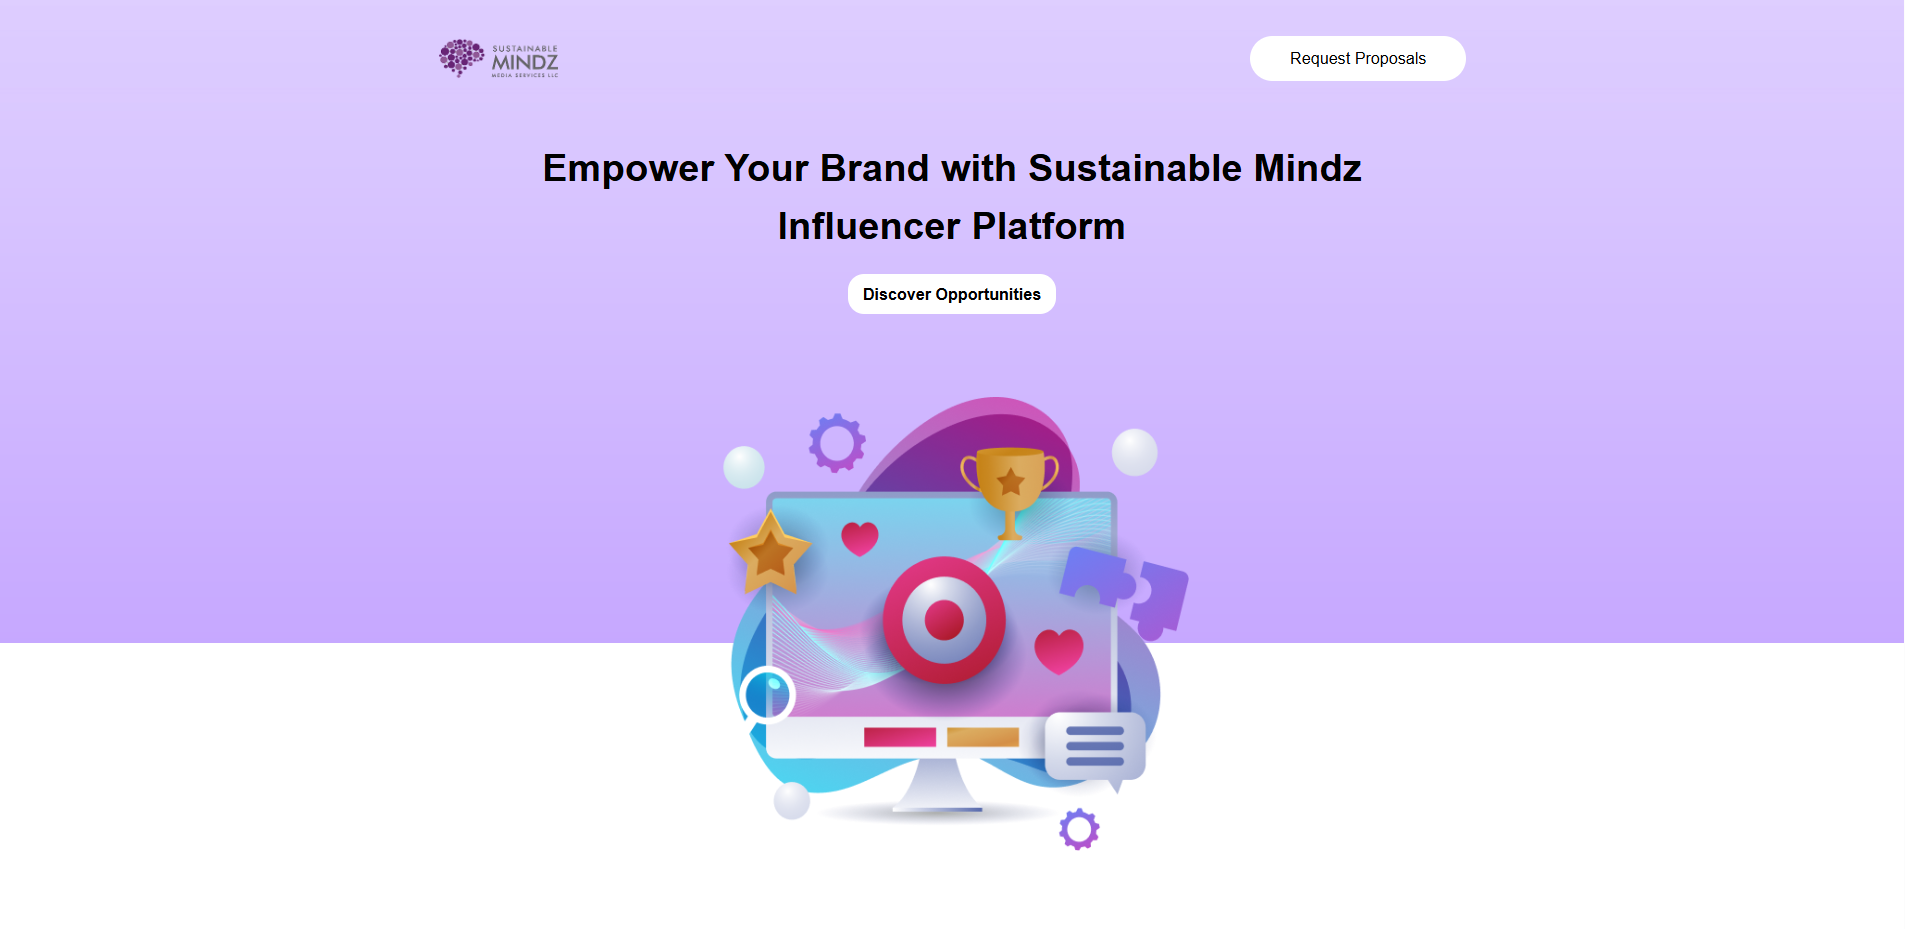 SUSTAINABLE
MINDZ
MEDIA SERVICES LLC
Request Proposals
Empower Your Brand with Sustainable Mindz
Influencer Platform
Discover Opportunities